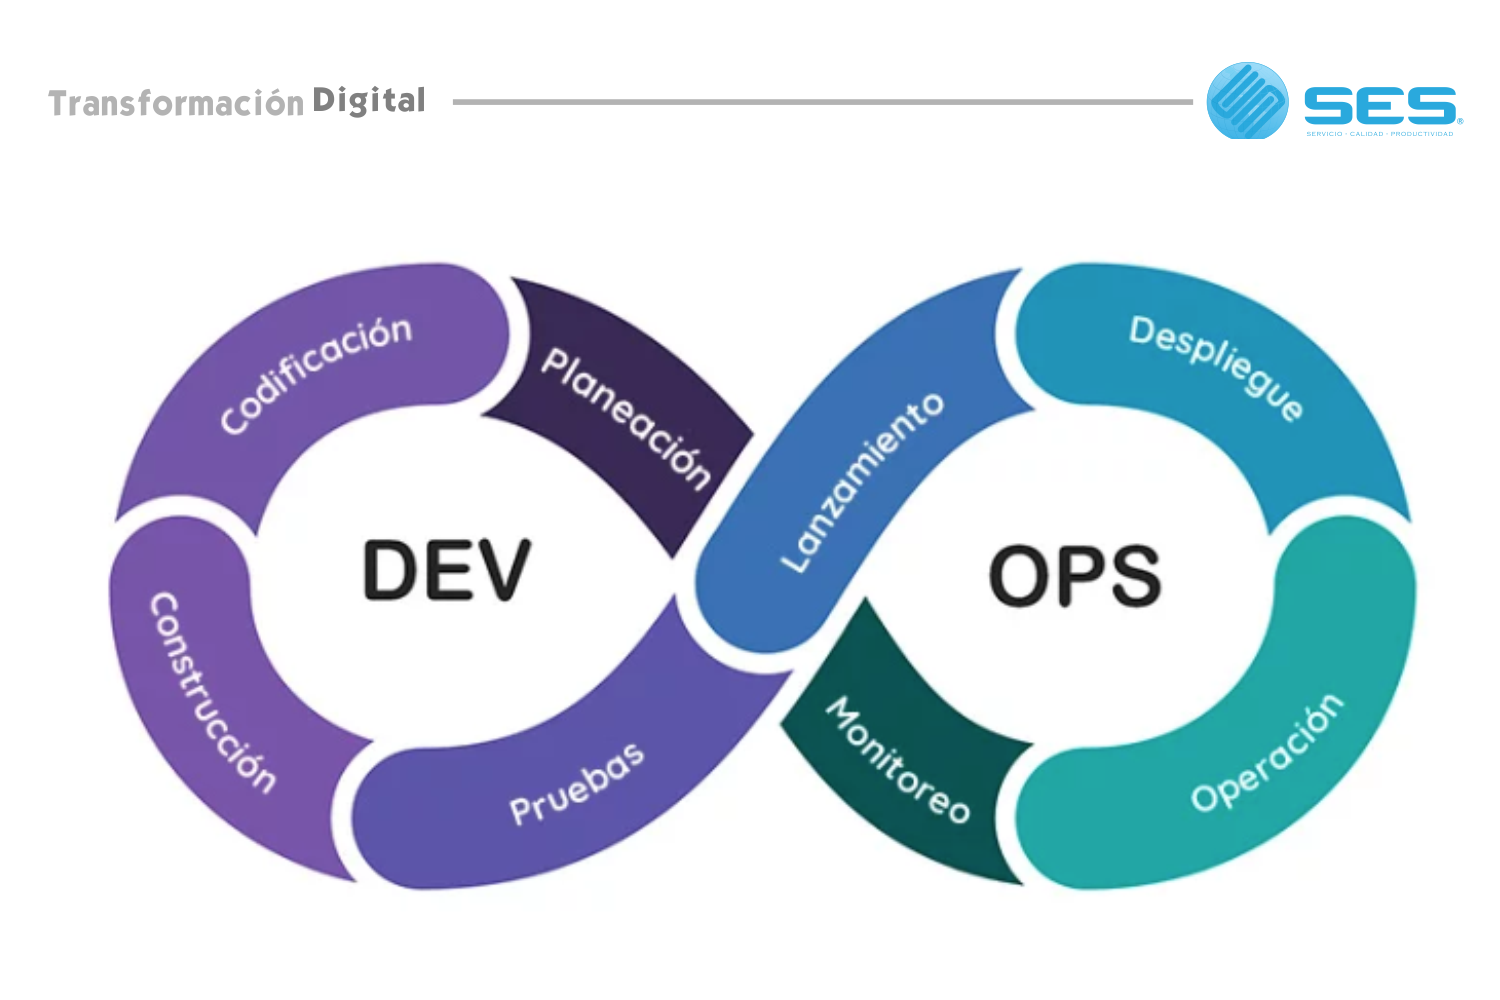 Transformación Digital
SES®
SERVICIO · CALIDAD · PRODUCTIVIDAD
Planeación
Codificación
Construcción
Pruebas
DEV
Lanzamiento
Despliegue
Operación
Monitoreo
OPS